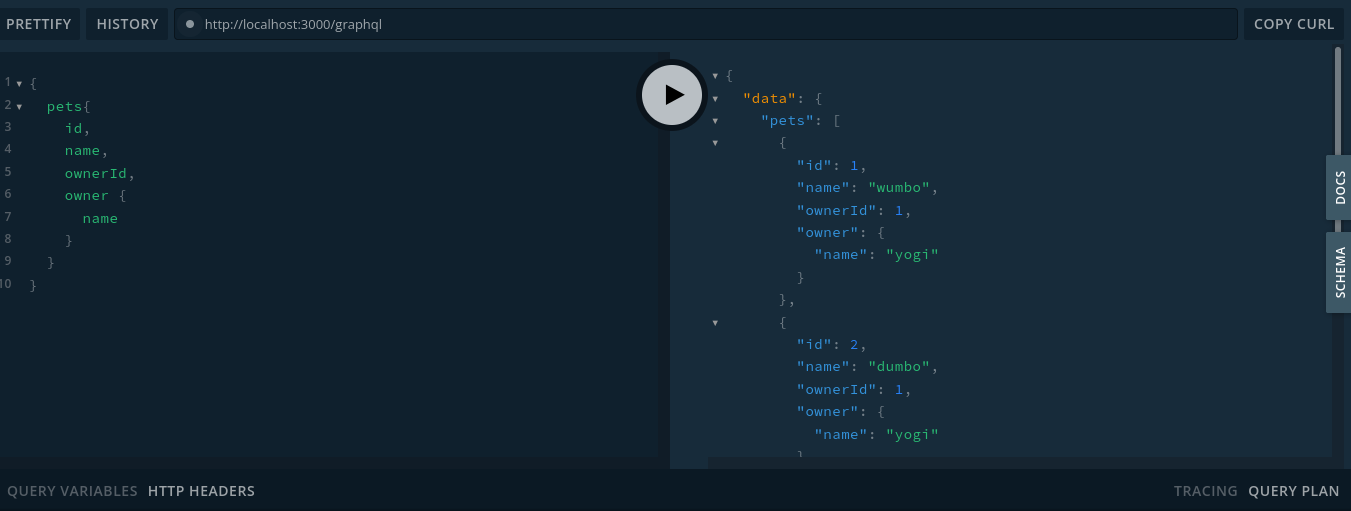 PRETTIFY HISTORY http://localhost:3000/graphql COPY CURL
1 {
2 pets{
3 id,
4 name,
5 ownerId,
6 owner {
7 name
8 }
9 }
10 }
{
"data": {
"pets": [
{
"id": 1,
"name": "wumbo",
"ownerId": 1,
"owner": {
"name": "yogi"
}
},
{
"id": 2,
"name": "dumbo",
"ownerId": 1,
"owner": {
"name": "yogi"
}
DOCS
SCHEMA
QUERY VARIABLES HTTP HEADERS TRACING QUERY PLAN